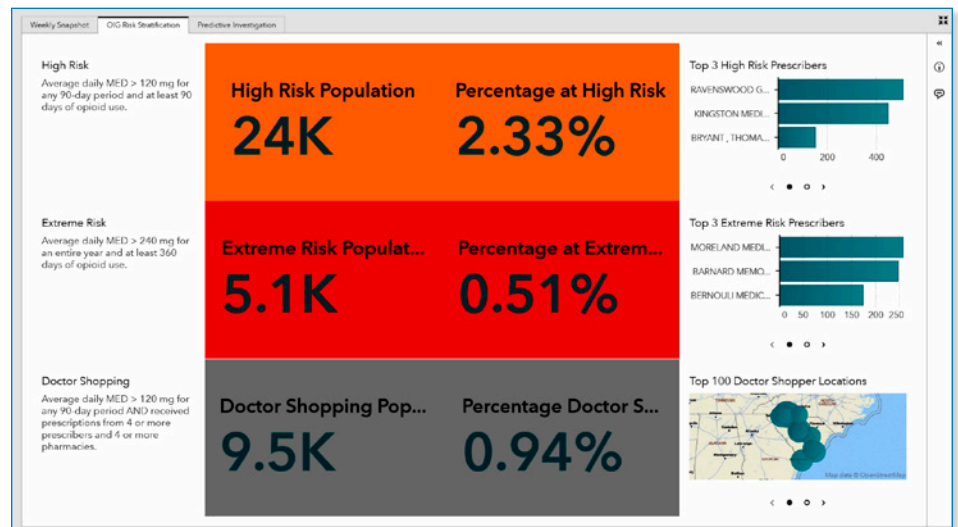 Weekly Snapshot
OIG Risk Stratification
Predictive Investigation
High Risk
Average daily MED > 120 mg for
any 90-day period and at least 90
days of opioid use.
High Risk Population
24K
Percentage at High Risk
2.33%
Top 3 High Risk Prescribers
RAVENSWOOD G...
KINGSTON MEDI...
BRYANT , THOMA...
0 200 400
Extreme Risk
Average daily MED > 240 mg for
an entire year and at least 360
days of opioid use.
Extreme Risk Populat...
5.1K
Percentage at Extrem...
0.51%
Top 3 Extreme Risk Prescribers
MORELAND MEDI...
BARNARD MEMO...
BERNOULI MEDIC...
0 50 100 150 200 250
Doctor Shopping
Average daily MED > 120 mg for
any 90-day period AND received
prescriptions from 4 or more
prescribers and 4 or more
pharmacies.
Doctor Shopping Pop...
9.5K
Percentage Doctor S...
0.94%
Top 100 Doctor Shopper Locations
Map data © OpenStreetMap